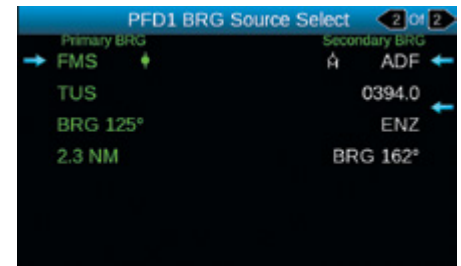 PFD1 BRG Source Select 2 Of 2
Primary BRG Secondary BRG
FMS ADF
TUS 0394.0
BRG 125° ENZ
2.3 NM BRG 162°